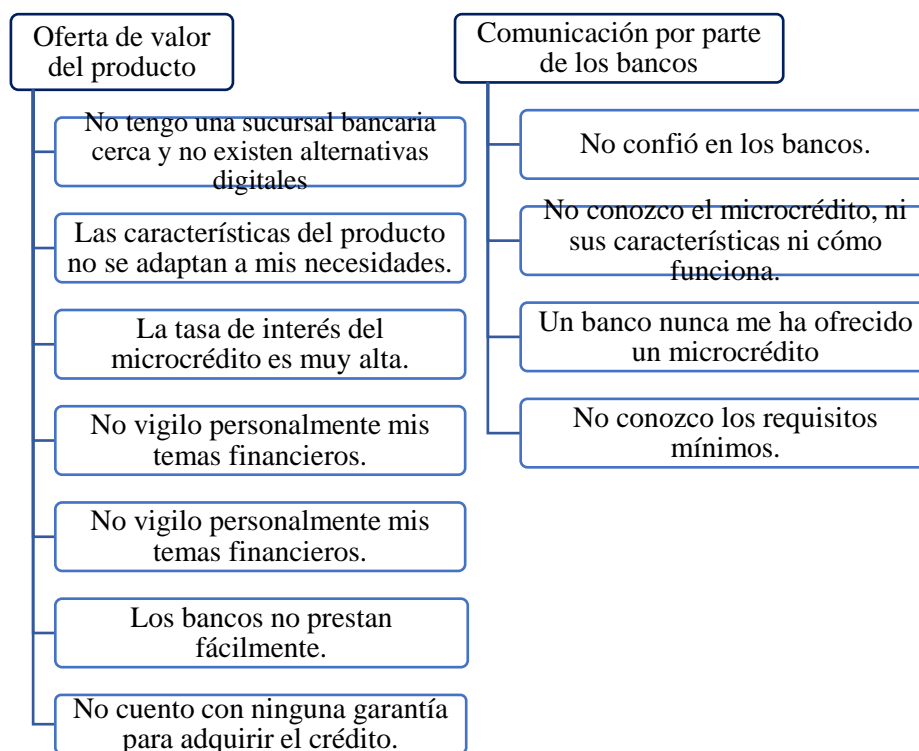 Oferta de valor
del producto
No tengo una sucursal bancaria
cerca y no existen alternativas
digitales
Las características del producto
no se adaptan a mis necesidades.
La tasa de interés del
microcrédito es muy alta.
No vigilo personalmente mis
temas financieros.
No vigilo personalmente mis
temas financieros.
Los bancos no prestan
fácilmente.
No cuento con ninguna garantía
para adquirir el crédito.
Comunicación por parte
de los bancos
No confió en los bancos.
No conozco el microcrédito, ni
sus características ni cómo
funciona.
Un banco nunca me ha ofrecido
un microcrédito
No conozco los requisitos
mínimos.